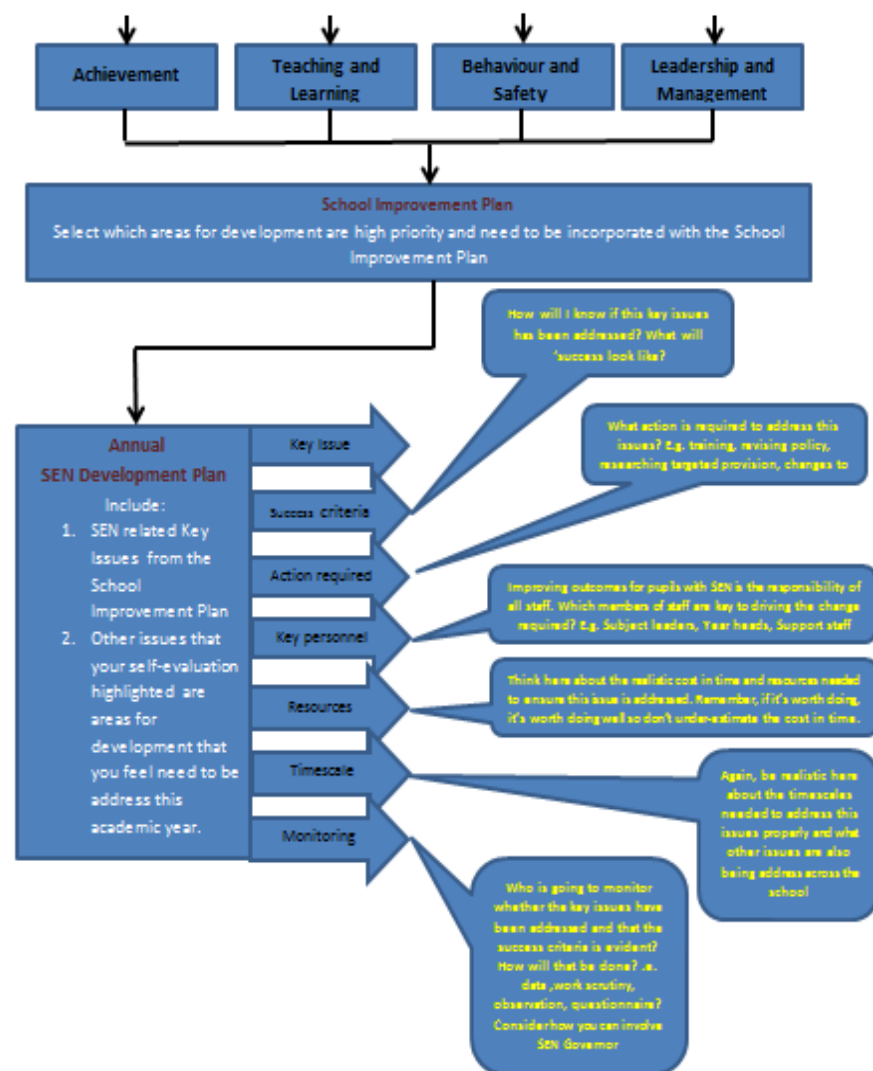 Achievement
Teaching and
Learning
Behaviour and
Safety
Leadership and
Management
School Improvement Plan
Select which areas for development are high priority and need to be incorporated with the School
Improvement Plan
How will I know if this key issues
has been addressed? What will
‘success look like?
What action is required to address this
issues? E.g. training, revising policy,
researching targeted provision, changes to
Annual
SEN Development Plan
Include:
1. SEN related Key
Issues from the
School
Improvement Plan
2. Other issues that
your self-evaluation
highlighted are
areas for
development that
you feel need to be
address this
academic year.
Key Issue
Success criteria
Action required
Key personnel
Resources
Timescale
Monitoring
Improving outcomes for pupils with SEN is the responsibility of
all staff. Which members of staff are key to driving the change
required? E.g. Subject leaders, Year heads, Support staff
Think here about the realistic cost in time and resources needed
to ensure this issue is addressed. Remember, if it's worth doing,
it's worth doing well so don't under-estimate the cost in time.
Again, be realistic here
about the timescales
needed to address this
issues properly and what
other issues are also
being address across the
school
Who is going to monitor
whether the key issues have
been addressed and that the
success criteria is evident?
How will that be done? .e.
data ,work scrutiny,
observation, questionnaire?
Consider how you can involve
SEN Governor